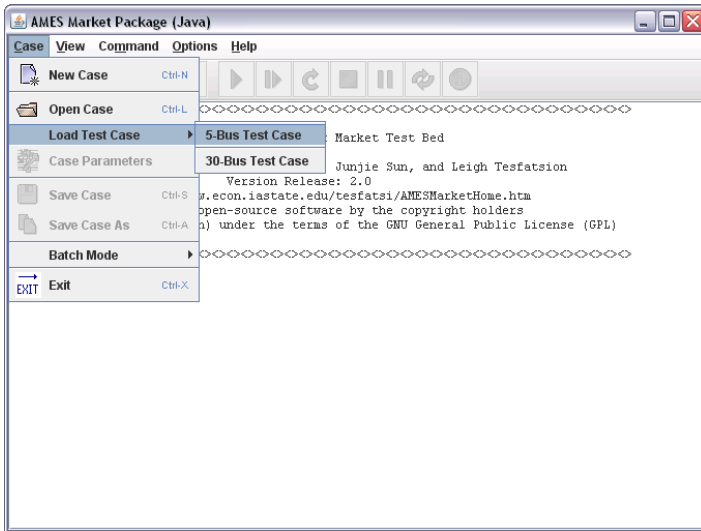 AMES Market Package (Java)
Case View Command Options Help
New Case Ctrl-N
Open Case Ctrl-L
Load Test Case
Case Parameters
Save Case Ctrl-S
Save Case As Ctrl-A
Batch Mode
EXIT Exit Ctrl-X
5-Bus Test Case
30-Bus Test Case
Market Test Bed
Junjie Sun, and Leigh Tesfatsion
Version Release: 2.0
.econ.iastate.edu/tesfatsi/AMESMarketHome.htm
open-source software by the copyright holders
) under the terms of the GNU General Public License (GPL)